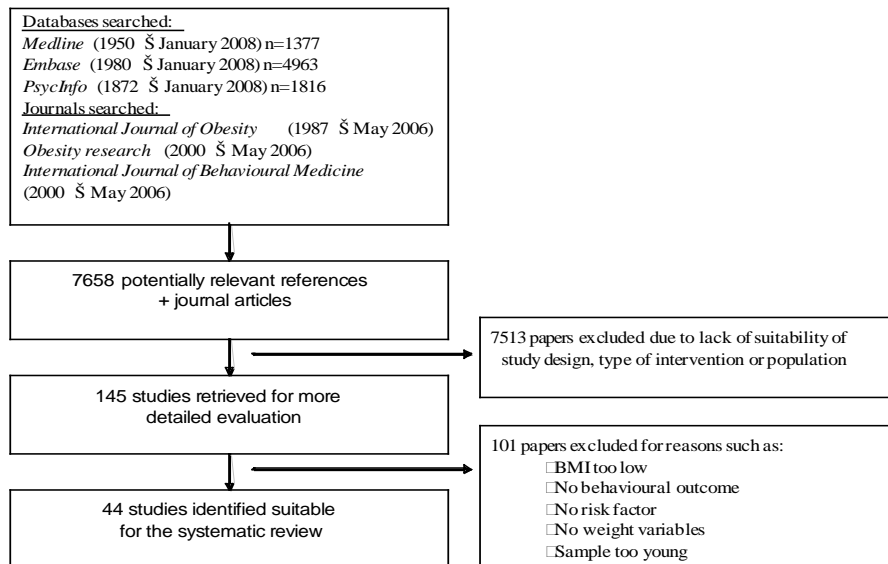 Databases searched:
Medline (1950 Š January 2008) n=1377
Embase (1980 Š January 2008) n=4963
PsycInfo (1872 Š January 2008) n=1816
Journals searched:
International Journal of Obesity (1987 Š May 2006)
Obesity research (2000 Š May 2006)
International Journal of Behavioural Medicine
(2000 Š May 2006)
7658 potentially relevant references
+ journal articles
7513 papers excluded due to lack of suitability of
study design, type of intervention or population
145 studies retrieved for more
detailed evaluation
101 papers excluded for reasons such as:
□BMI too low
□No behavioural outcome
□No risk factor
□No weight variables
□Sample too young
44 studies identified suitable
for the systematic review